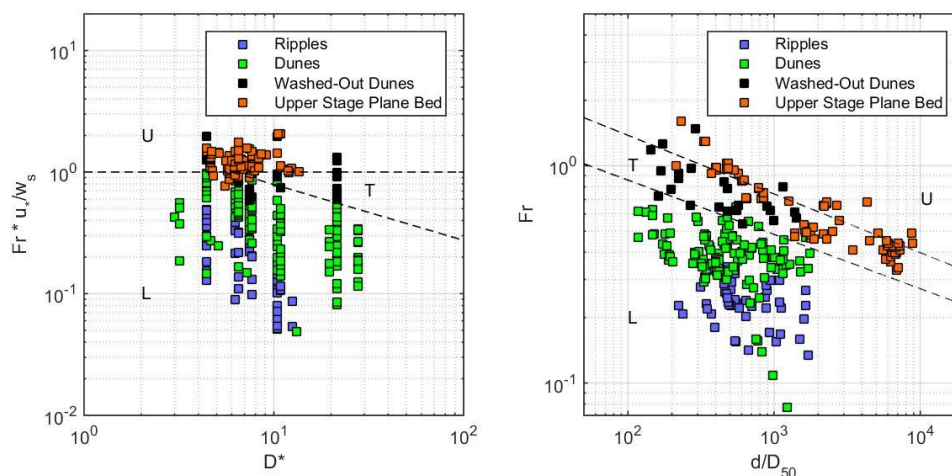 Fr * u*/ws
10^1
10^0
10^-1
10^-2
10^0
10^1
10^2
D*
U
T
L
Ripples
Dunes
Washed-Out Dunes
Upper Stage Plane Bed
Fr
10^0
10^-1
10^2
10^3
10^4
d/D50
T
U
L
Ripples
Dunes
Washed-Out Dunes
Upper Stage Plane Bed